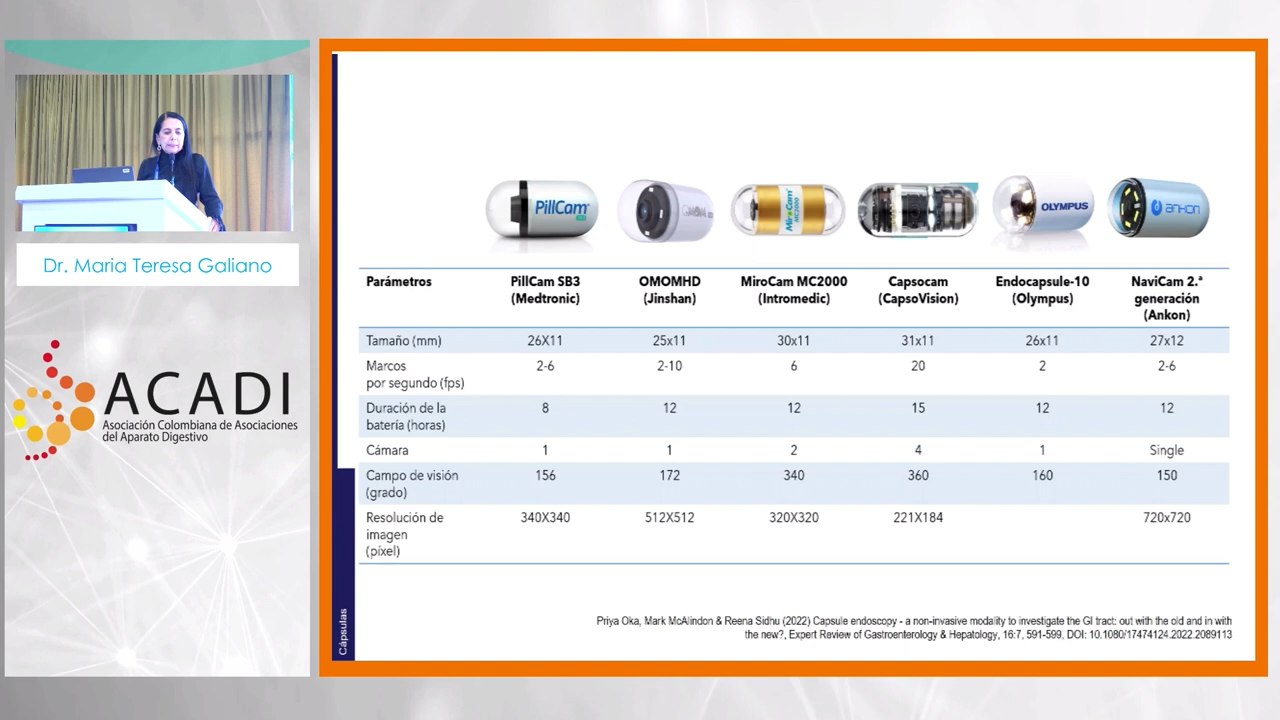 Dr. Maria Teresa Galiano
ACADI
Asociación Colombiana de Asociaciones
del Aparato Digestivo
PillCam
OLYMPUS
MiroCam
MC2000
ankon
Parámetros PillCam SB3 (Medtronic) OMOMHD (Jinshan) MiroCam MC2000 (Intromedic) Capsocam (CapsoVision) Endocapsule-10 (Olympus) NaviCam 2.ª generación (Ankon)
Tamaño (mm) 26X11 25x11 30x11 31x11 26x11 27x12
Marcos por segundo (fps) 2-6 2-10 6 20 2 2-6
Duración de la batería (horas) 8 12 12 15 12 12
Cámara 1 1 2 4 1 Single
Campo de visión (grado) 156 172 340 360 160 150
Resolución de imagen (píxel) 340X340 512X512 320X320 221X184 720x720
Cápsulas
Priya Oka, Mark McAlindon & Reena Sidhu (2022) Capsule endoscopy - a non-invasive modality to investigate the GI tract: out with the old and in with
the new?, Expert Review of Gastroenterology & Hepatology, 16:7, 591-599, DOI: 10.1080/17474124.2022.2089113